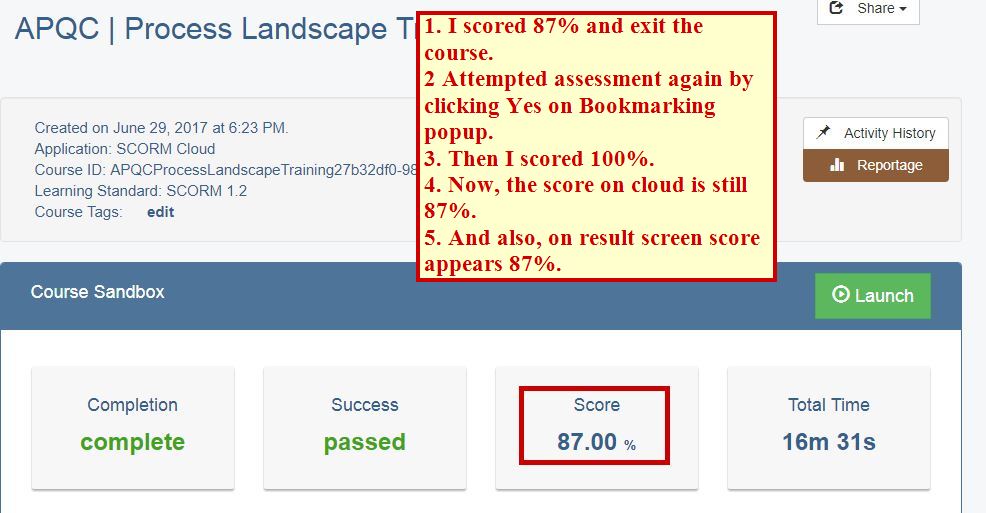 APQC | Process Landscape
Share
1. I scored 87% and exit the
course.
2 Attempted assessment again by
clicking Yes on Bookmarking
popup.
3. Then I scored 100%.
4. Now, the score on cloud is still
87%.
5. And also, on result screen score
appears 87%.
Created on June 29, 2017 at 6:23 PM.
Application: SCORM Cloud
Course ID: APQCProcessLandscapeTraining27b32df0-98
Learning Standard: SCORM 1.2
Course Tags: edit
Activity History
Reportage
Course Sandbox
Launch
Completion
complete
Success
passed
Score
87.00 %
Total Time
16m 31s